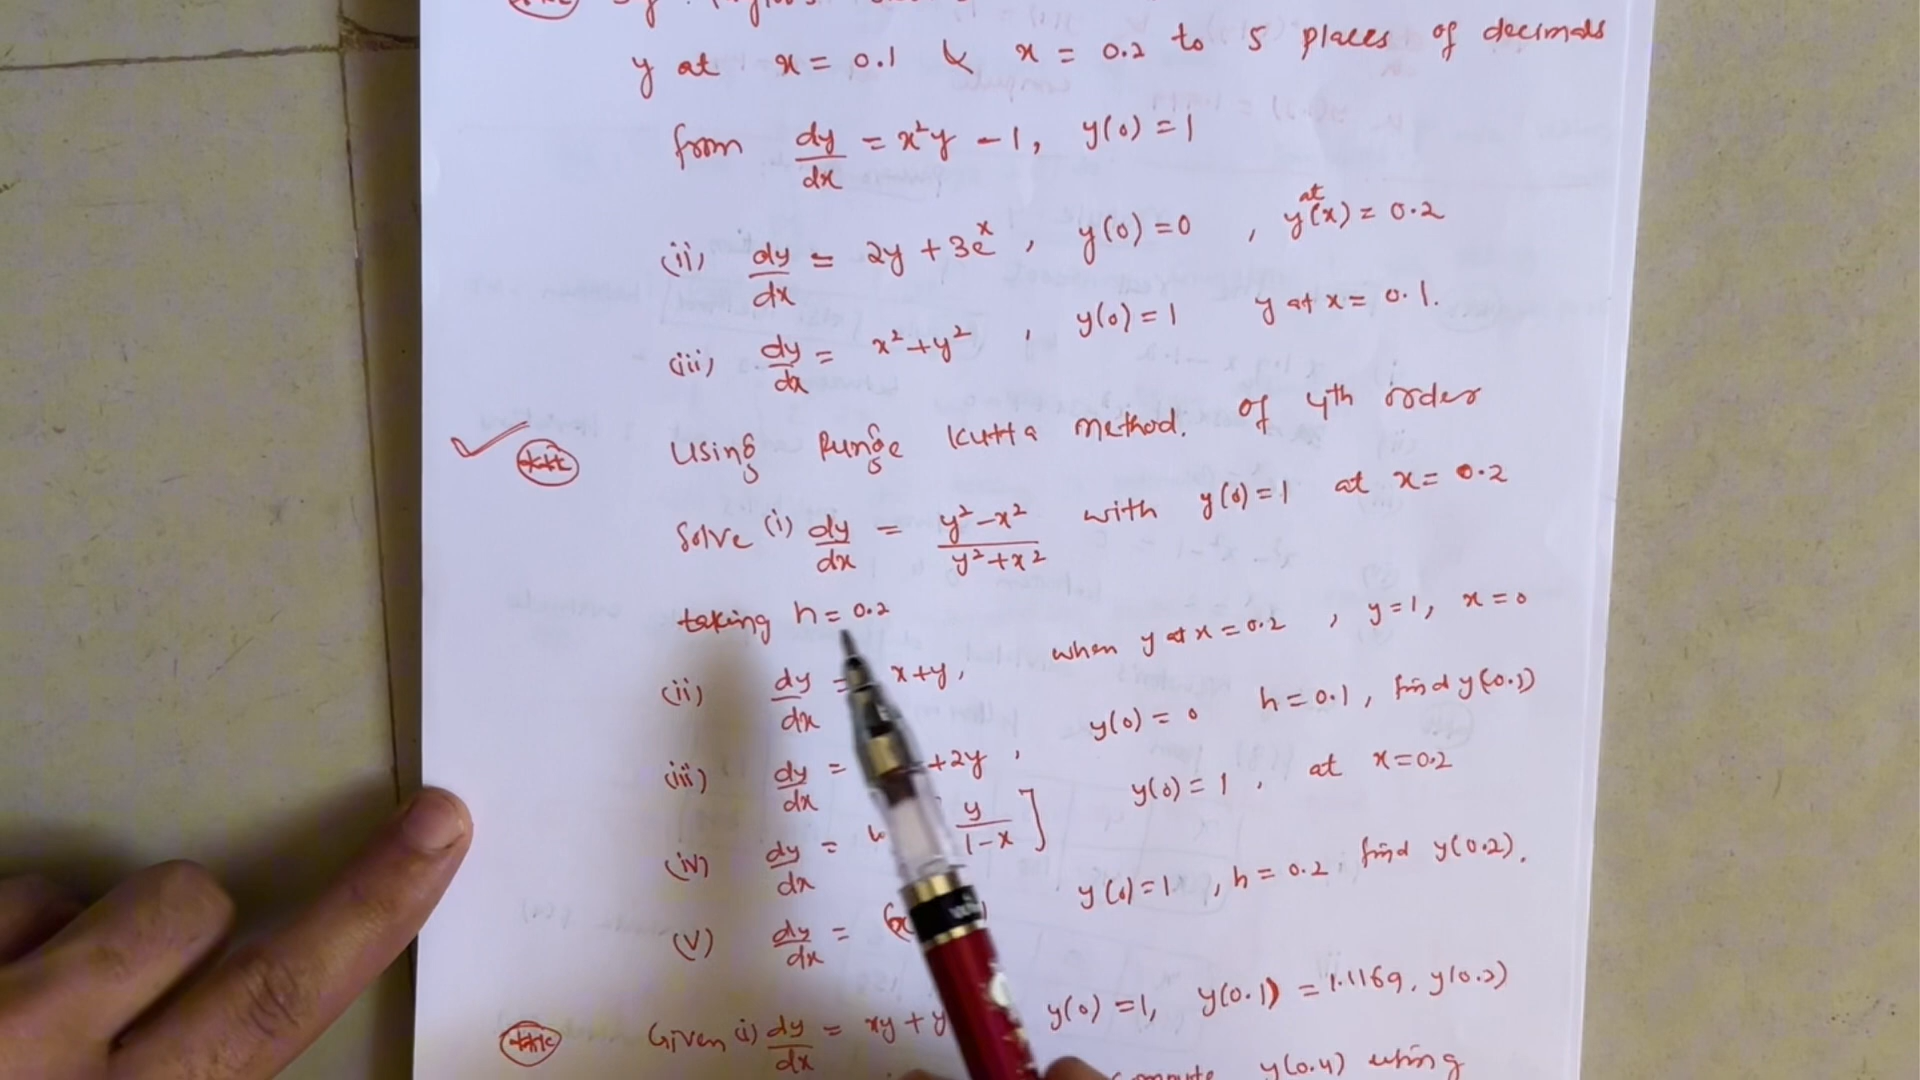 y at x = 0.1 & x = 0.2 to 5 places of decimals
from dy/dx = x²y - 1, y(0) = 1
(ii) dy/dx = 2y + 3e^x , y(0) = 0 , at y(x) = 0.2
(iii) dy/dx = x² + y² , y(0) = 1 y at x = 0.1.
Using Runge Kutta method. of 4th order
Solve (i) dy/dx = (y² - x²)/(y² + x²) with y(0) = 1 at x = 0.2
taking h = 0.2
(ii) dy/dx = x + y, when y at x = 0.2 , y = 1, x = 0
(iii) dy/dx = + 2y , y(0) = 0 h = 0.1 , find y(0.1)
(iv) dy/dx = y/(1-x) ] y(0) = 1 , at x = 0.2
(v) dy/dx = y(0) = 1 , h = 0.2 find y(0.2).
Given (i) dy/dx = xy + y y(0) = 1, y(0.1) = 1.1169, y(0.2)
compute y(0.4) using